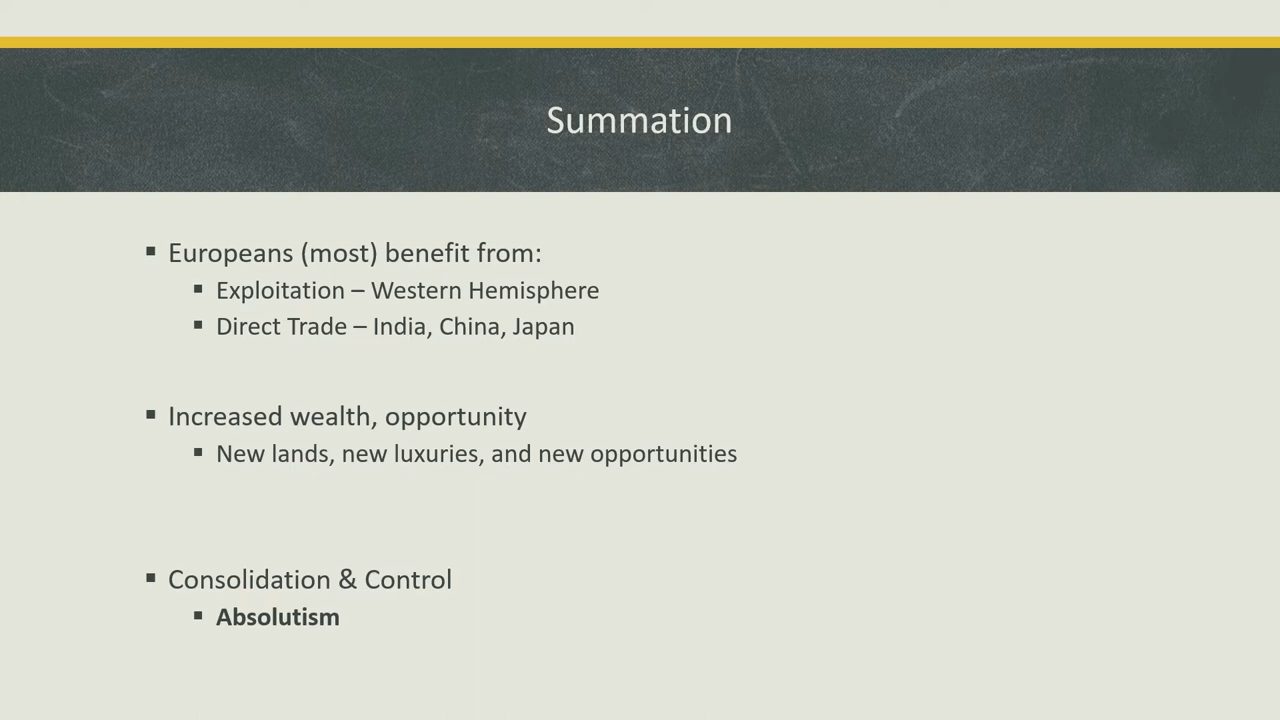 Summation
▪ Europeans (most) benefit from:
▪ Exploitation – Western Hemisphere
▪ Direct Trade – India, China, Japan
▪ Increased wealth, opportunity
▪ New lands, new luxuries, and new opportunities
▪ Consolidation & Control
▪ Absolutism